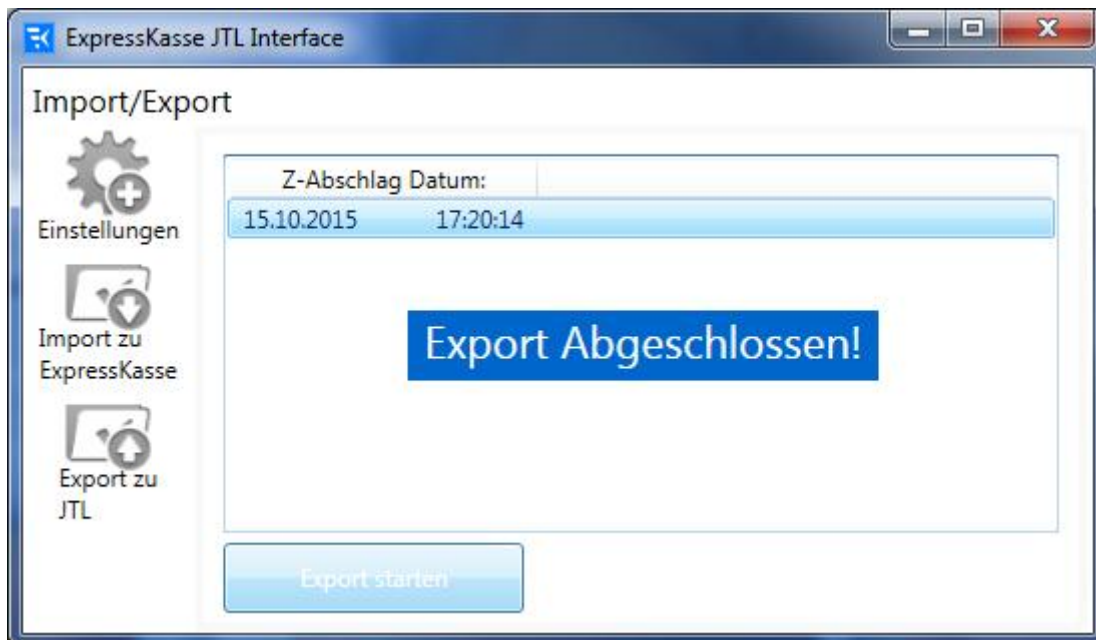 ExpressKasse JTL Interface
Import/Export
Einstellungen
Import zu
ExpressKasse
Export zu
JTL
Z-Abschlag Datum:
15.10.2015 17:20:14
Export Abgeschlossen!
Export starten